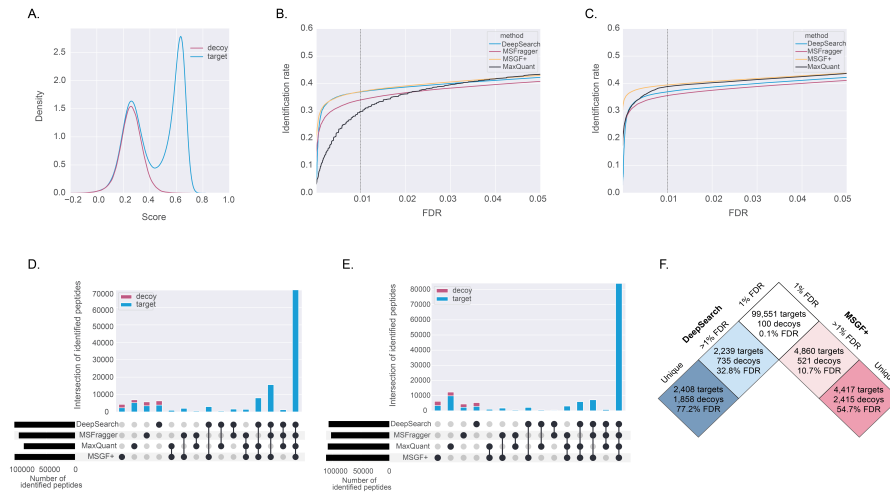 A.
decoy
target
2.5
2.0
1.5
1.0
0.5
0.0
Density
−0.2
0.0
0.2
0.4
0.6
0.8
1.0
Score
B.
method
DeepSearch
MSFragger
MSGF+
MaxQuant
0.6
0.5
0.4
0.3
0.2
0.1
0.0
Identification rate
0.01
0.02
0.03
0.04
0.05
FDR
C.
method
DeepSearch
MSFragger
MSGF+
MaxQuant
0.6
0.5
0.4
0.3
0.2
0.1
0.0
Identification rate
0.01
0.02
0.03
0.04
0.05
FDR
D.
decoy
target
70000
60000
50000
40000
30000
20000
10000
0
Intersection of identified peptides
DeepSearch
MSFragger
MaxQuant
MSGF+
100000
50000
0
Number of
identified peptides
E.
decoy
target
80000
70000
60000
50000
40000
30000
20000
10000
0
Intersection of identified peptides
DeepSearch
MSFragger
MaxQuant
MSGF+
100000
50000
0
Number of
identified peptides
F.
DeepSearch
MSGF+
1% FDR
1% FDR
>1% FDR
>1% FDR
Unique
Uniq
99,551 targets
100 decoys
0.1% FDR
2,239 targets
735 decoys
32.8% FDR
4,860 targets
521 decoys
10.7% FDR
2,408 targets
1,858 decoys
77.2% FDR
4,417 targets
2,415 decoys
54.7% FDR